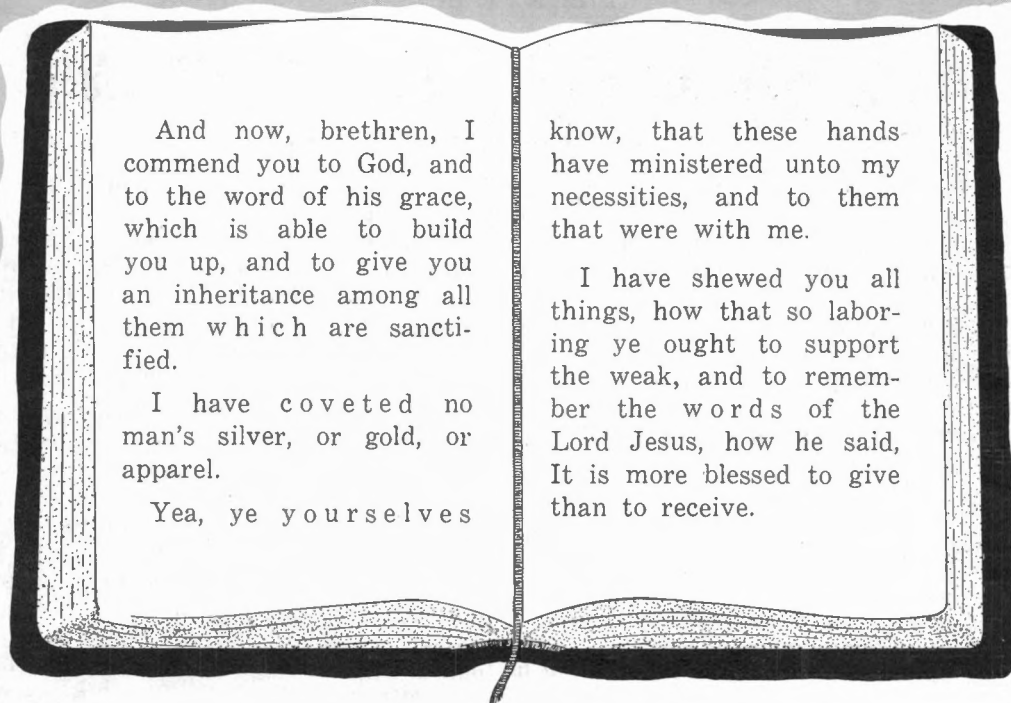 And now, brethren, I
commend you to God, and
to the word of his grace,
which is able to build
you up, and to give you
an inheritance among all
them which are sancti-
fied.
I have coveted no
man's silver, or gold, or
apparel.
Yea, ye yourselves
know, that these hands
have ministered unto my
necessities, and to them
that were with me.
I have shewed you all
things, how that so labor-
ing ye ought to support
the weak, and to remem-
ber the words of the
Lord Jesus, how he said,
It is more blessed to give
than to receive.